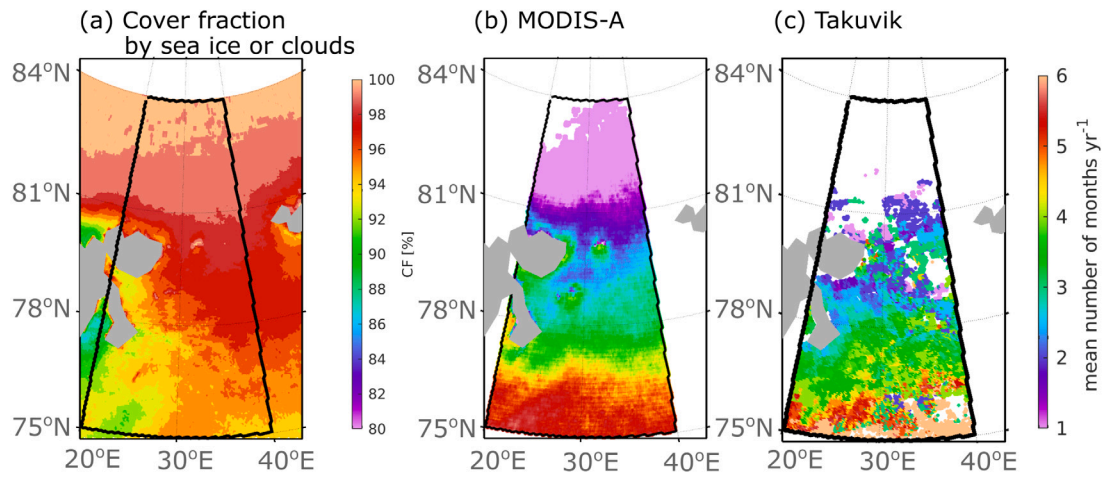 (a) Cover fraction
by sea ice or clouds
84°N
81°N
78°N
75°N
20°E
30°E
40°E
100
98
96
94
92
90
88
86
84
82
80
CF [%]
(b) MODIS-A
84°N
81°N
78°N
75°N
20°E
30°E
40°E
(c) Takuvik
84°N
81°N
78°N
75°N
20°E
30°E
40°E
6
5
4
3
2
1
mean number of months yr⁻¹